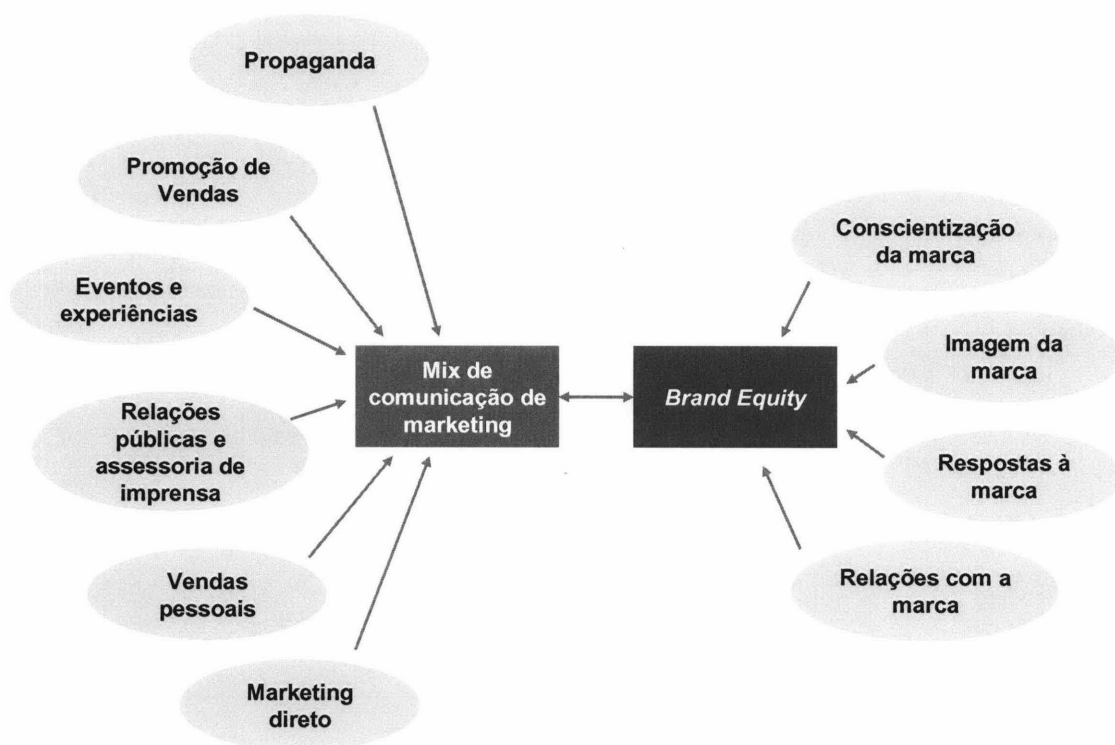 Propaganda
Promoção de
Vendas
Eventos e
experiências
Relações
públicas e
assessoria de
imprensa
Vendas
pessoais
Marketing
direto
Mix de
comunicação de
marketing
Brand Equity
Conscientização
da marca
Imagem da
marca
Respostas à
marca
Relações com a
marca